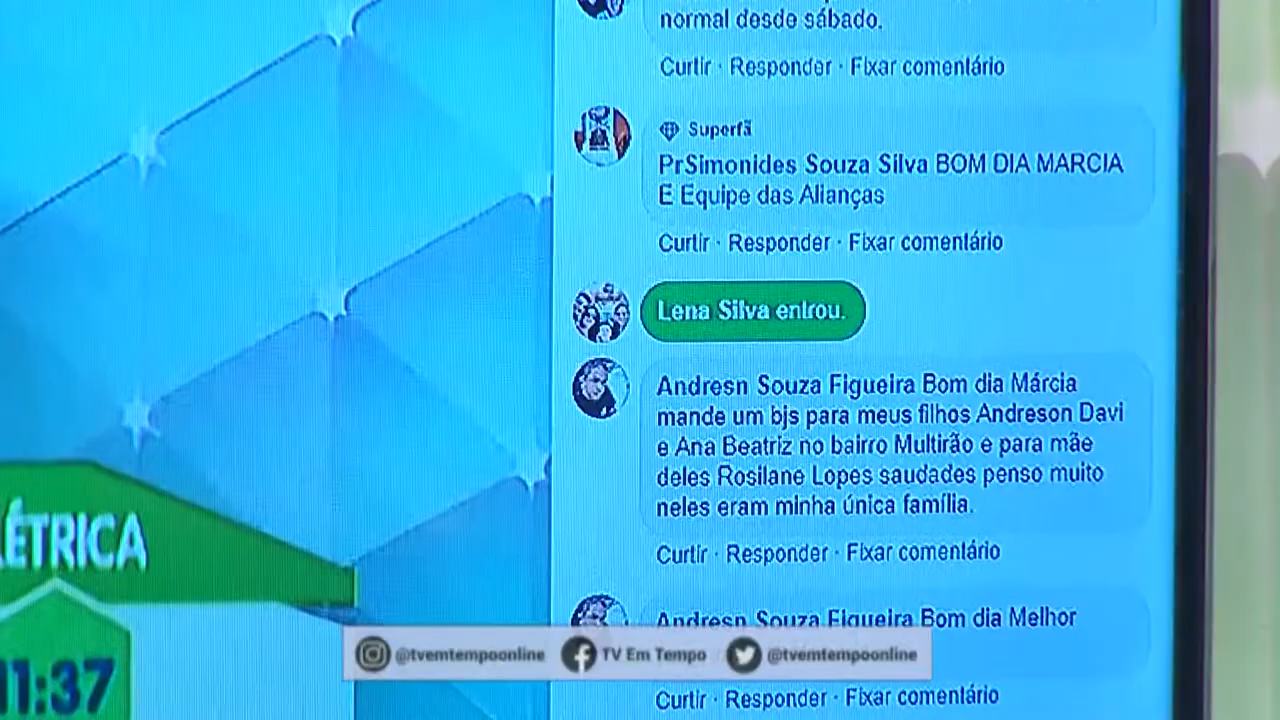 normal desde sábado.
Curtir · Responder · Fixar comentário
Superfã
PrSimonides Souza Silva BOM DIA MARCIA
E Equipe das Alianças
Curtir · Responder · Fixar comentário
Lena Silva entrou.
Andresn Souza Figueira Bom dia Márcia
mande um bjs para meus filhos Andreson Davi
e Ana Beatriz no bairro Multirão e para mãe
deles Rosilane Lopes saudades penso muito
neles eram minha única família.
Curtir · Responder · Fixar comentário
Andresn Souza Figueira Bom dia Melhor
Curtir · Responder · Fixar comentário
ÉTRICA
11:37
@tvemtempoonline
TV Em Tempo
@tvemtempoonline